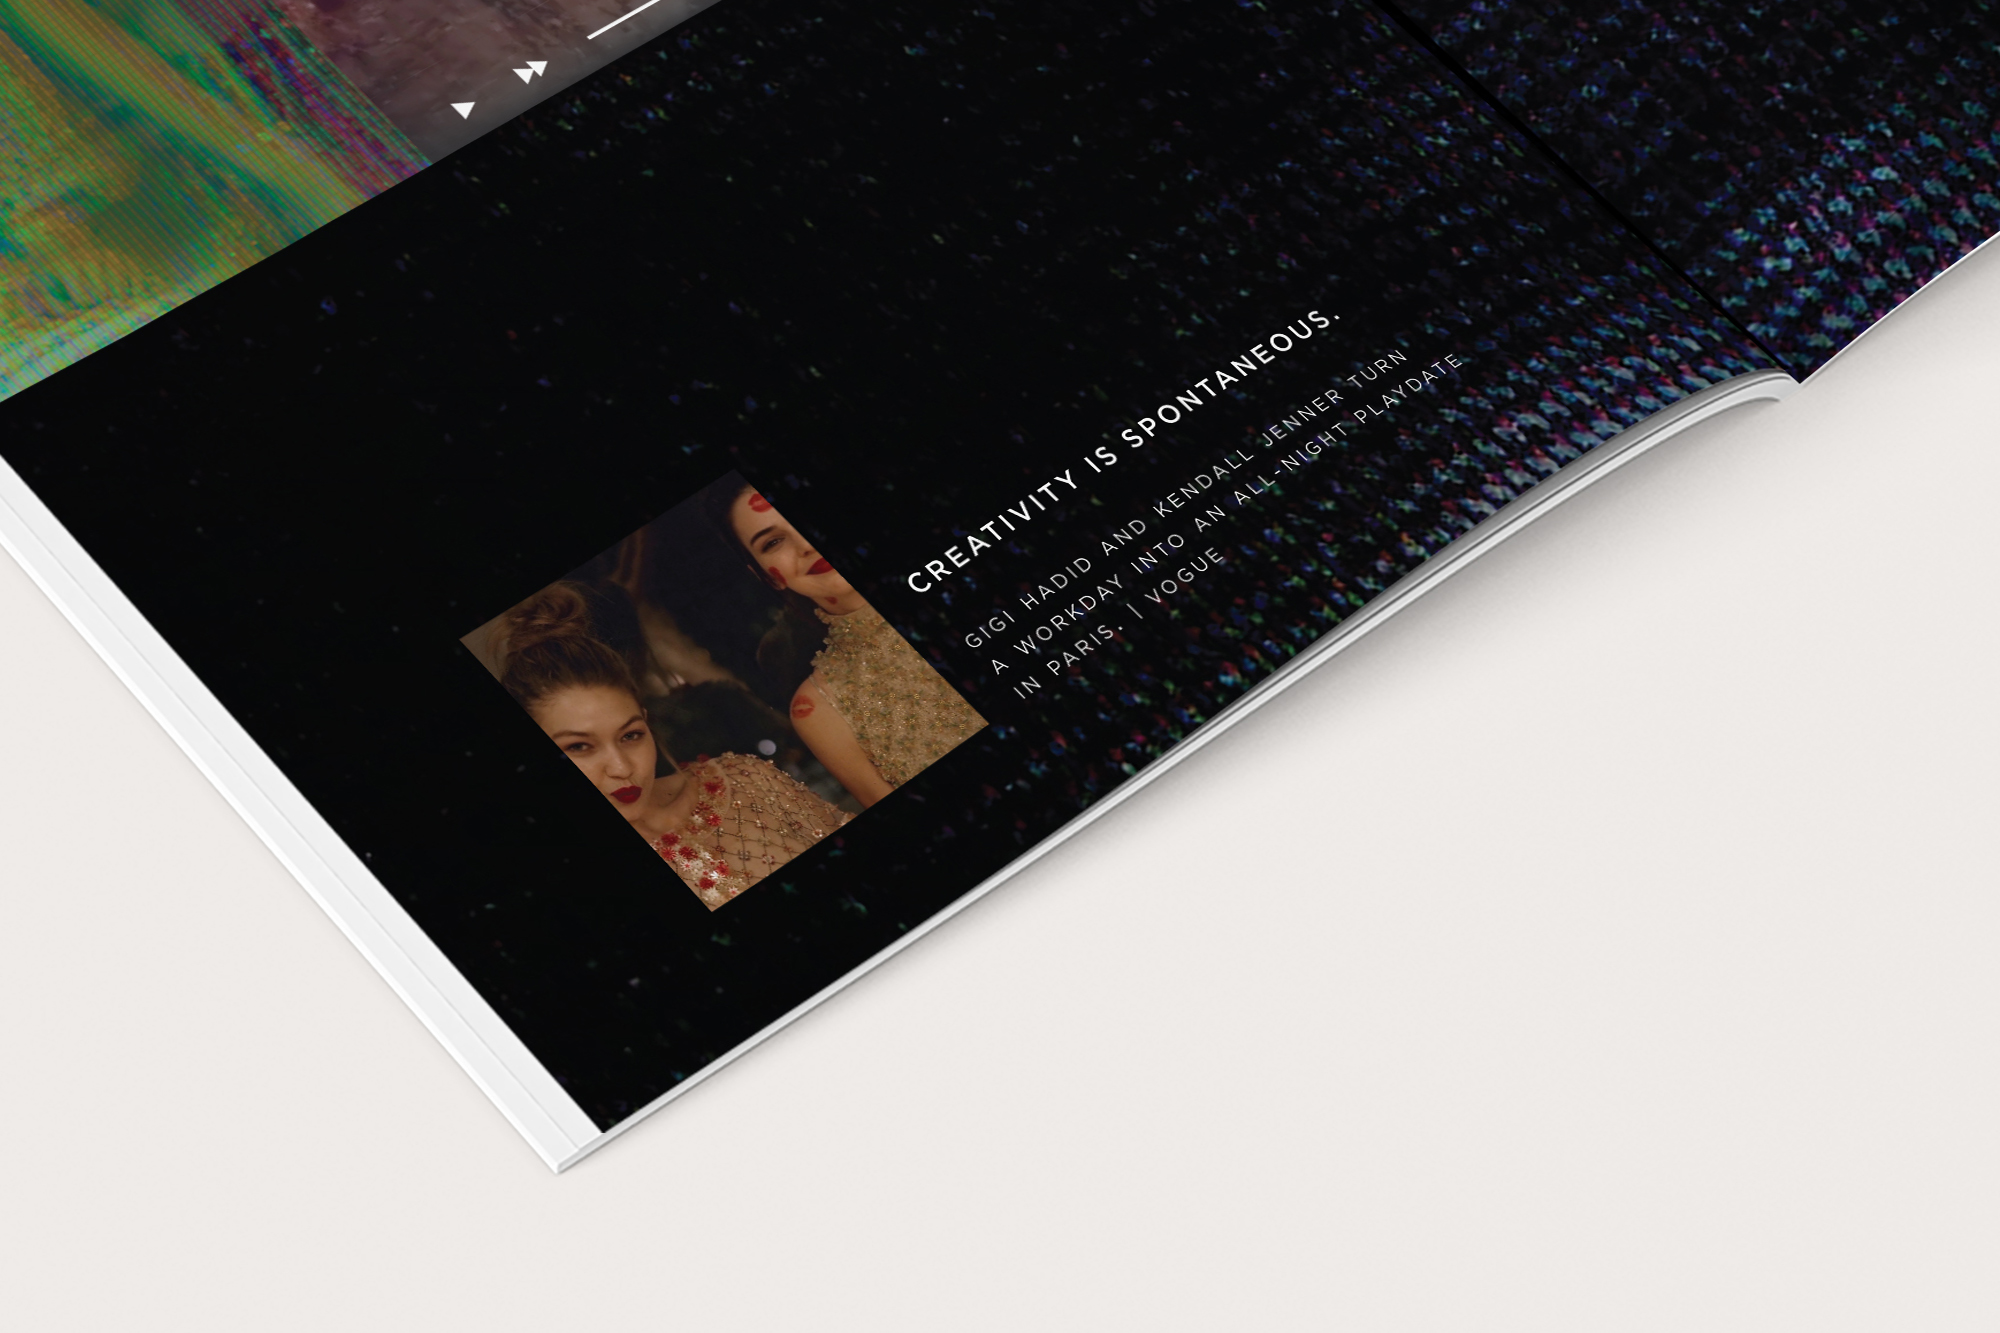 CREATIVITY IS SPONTANEOUS.
GIGI HADID AND KENDALL JENNER TURN
A WORKDAY INTO AN ALL-NIGHT PLAYDATE
IN PARIS. | VOGUE